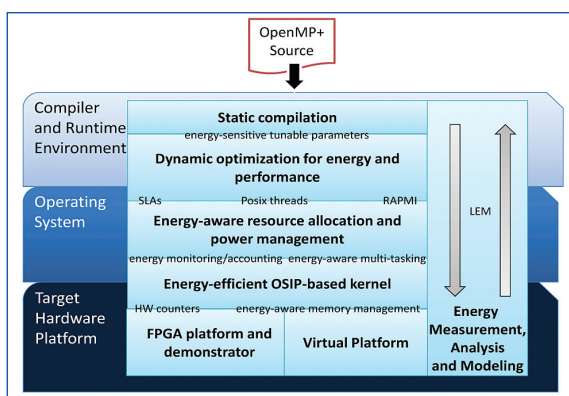 OpenMP+
Source
Compiler
and Runtime
Environment
Static compilation
energy-sensitive tunable parameters
Dynamic optimization for energy and
performance
Operating
System
SLAs Posix threads RAPMI
Energy-aware resource allocation and
power management
energy monitoring/accounting energy-aware multi-tasking
Energy-efficient OSIP-based kernel
Target
Hardware
Platform
HW counters energy-aware memory management
FPGA platform and
demonstrator
Virtual Platform
LEM
Energy
Measurement,
Analysis
and Modeling